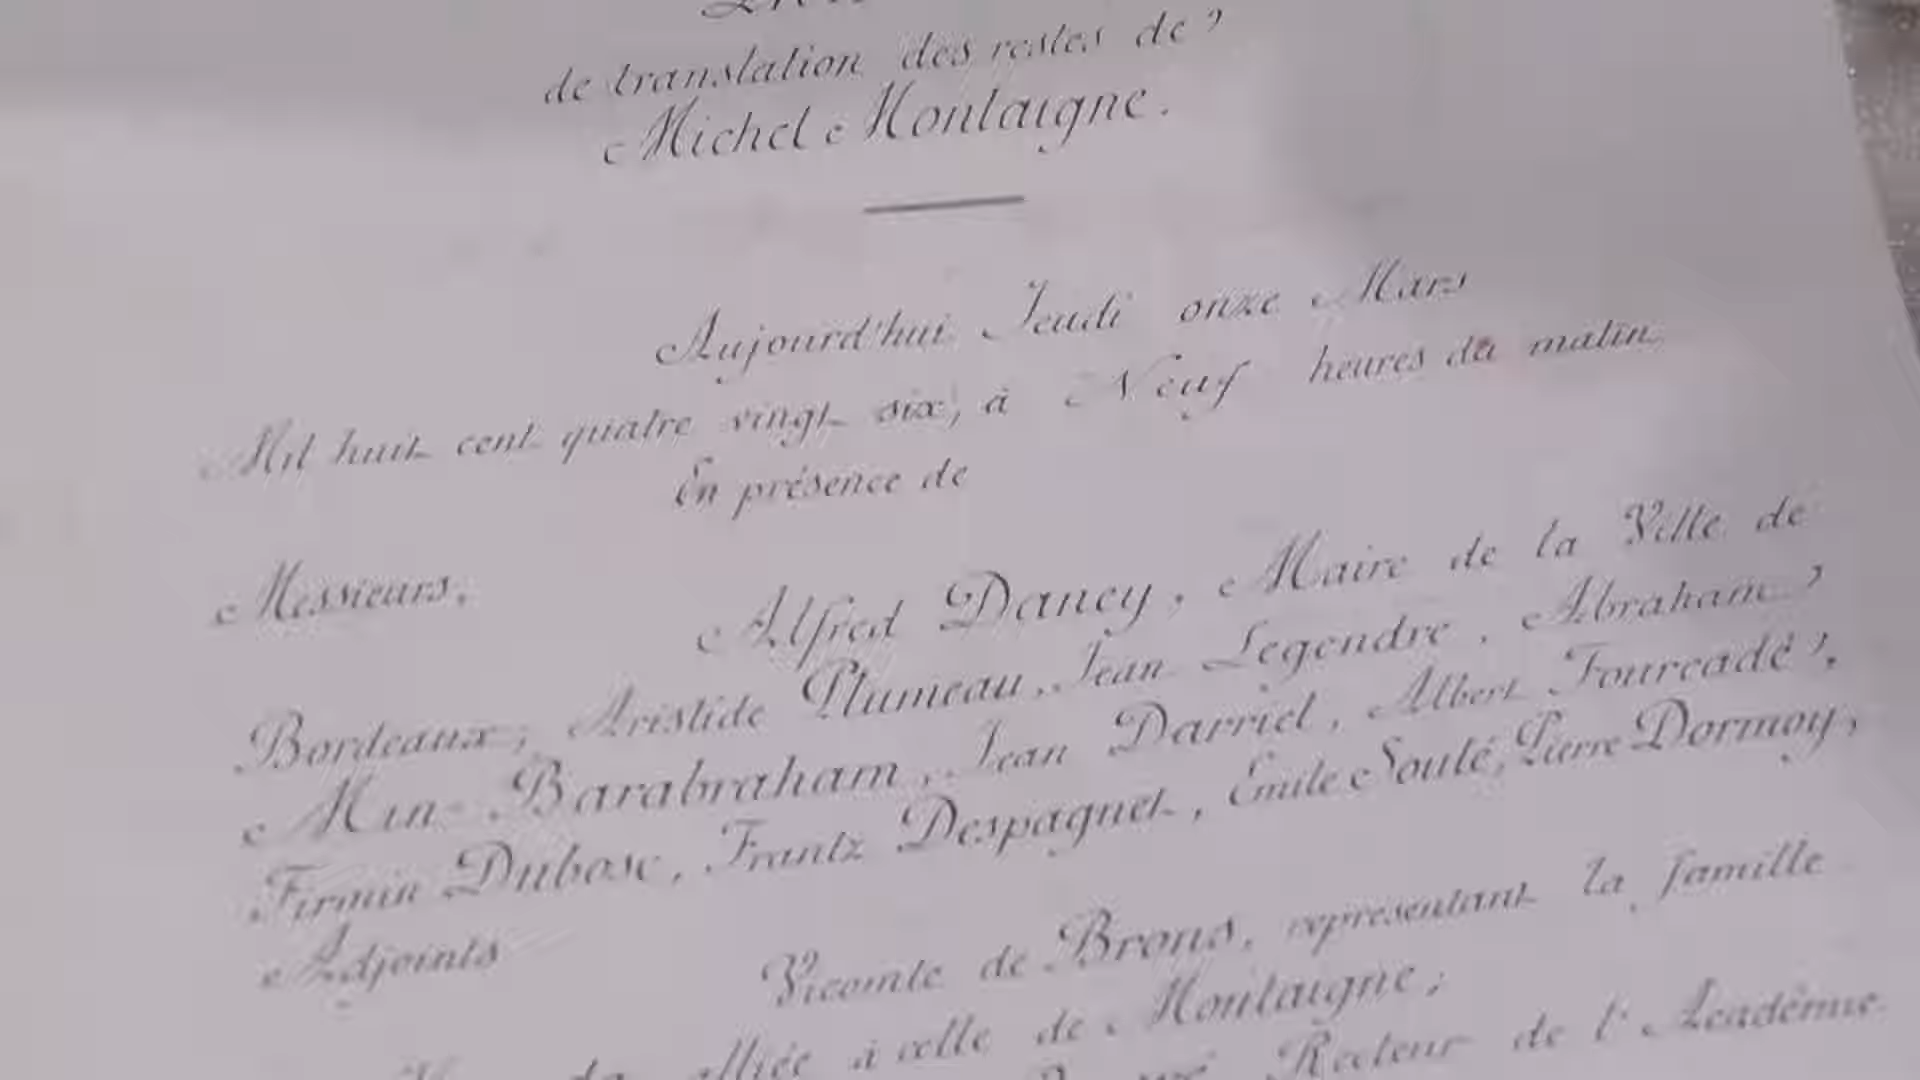 de translation des restes de
Michel Montaigne.
Aujourd'hui Jeudi onze Mars
Mil huit cent quatre vingt six, à Neuf heures du matin
En présence de
Messieurs,
Alfred Daney, Maire de la Ville de
Bordeaux, Aristide Plumeau, Jean Legendre, Abraham
Min-Barabraham, Jean Darriel, Albert Fourcade,
Firmin Dubosc, Frantz Despagnet, Émile Soulé, Pierre Dormoy,
Adjoints
Vicomte de Brons, représentant la famille
alliée à celle de Montaigne;
Recteur de l'Académie